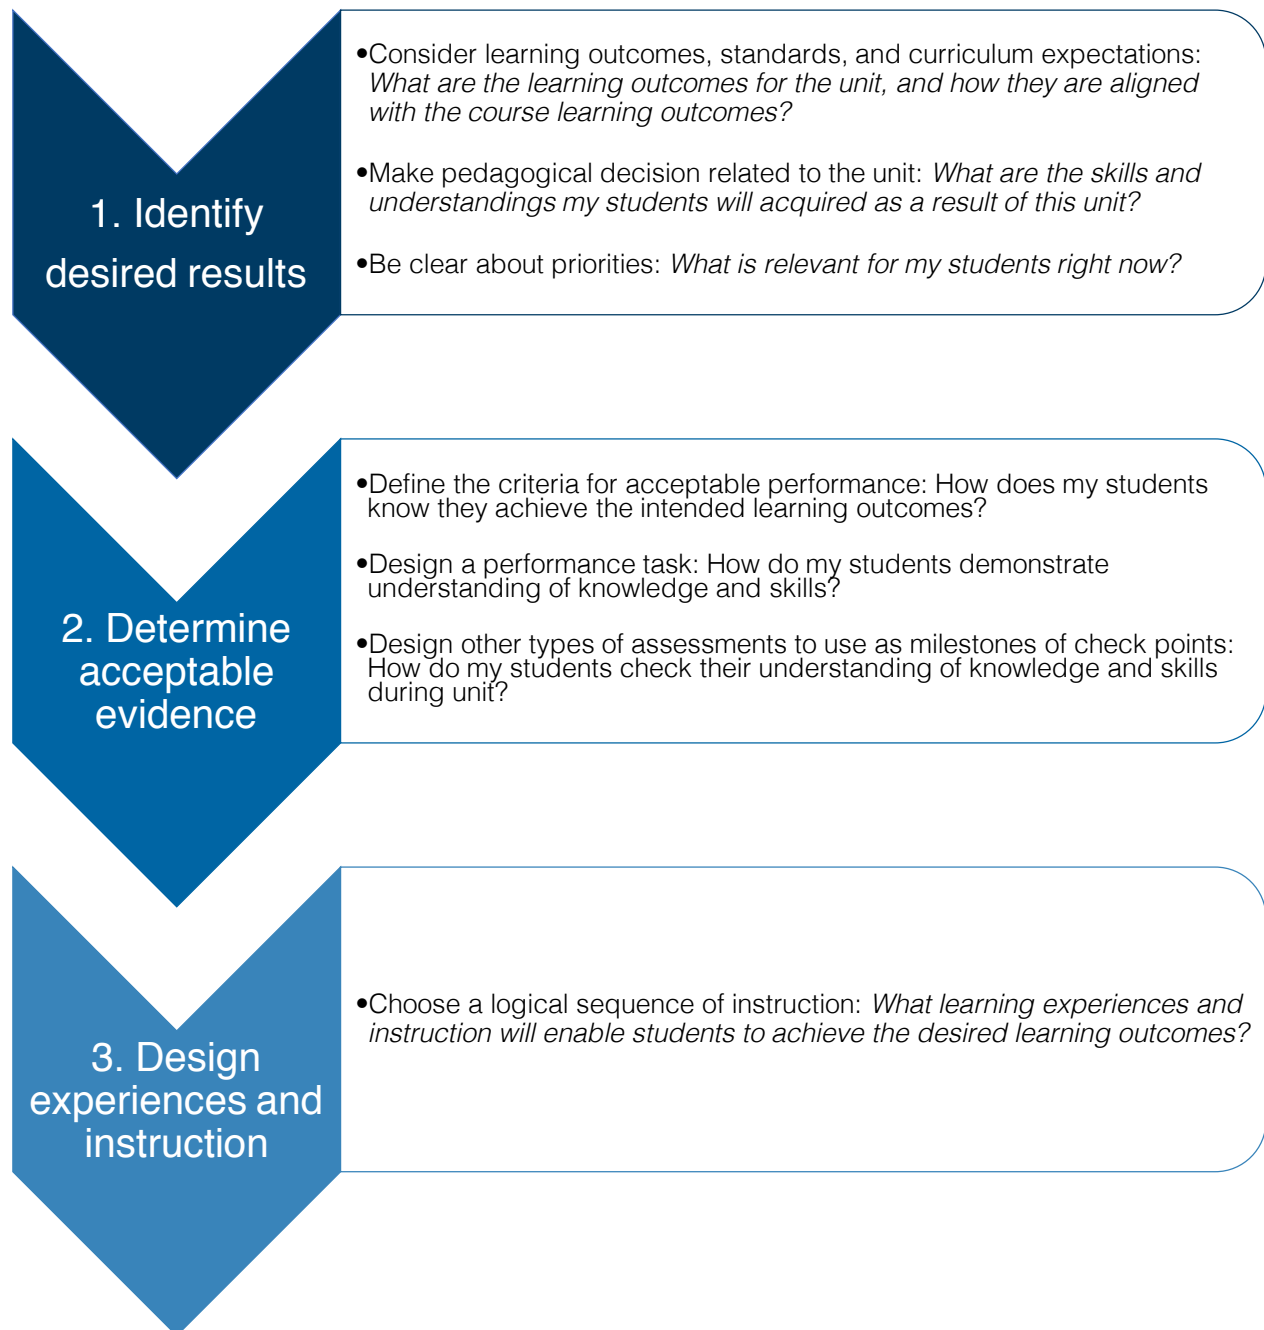 1. Identify
desired results
•Consider learning outcomes, standards, and curriculum expectations:
What are the learning outcomes for the unit, and how they are aligned
with the course learning outcomes?
•Make pedagogical decision related to the unit: What are the skills and
understandings my students will acquired as a result of this unit?
•Be clear about priorities: What is relevant for my students right now?
2. Determine
acceptable
evidence
•Define the criteria for acceptable performance: How does my students
know they achieve the intended learning outcomes?
•Design a performance task: How do my students demonstrate
understanding of knowledge and skills?
•Design other types of assessments to use as milestones of check points:
How do my students check their understanding of knowledge and skills
during unit?
3. Design
experiences and
instruction
•Choose a logical sequence of instruction: What learning experiences and
instruction will enable students to achieve the desired learning outcomes?